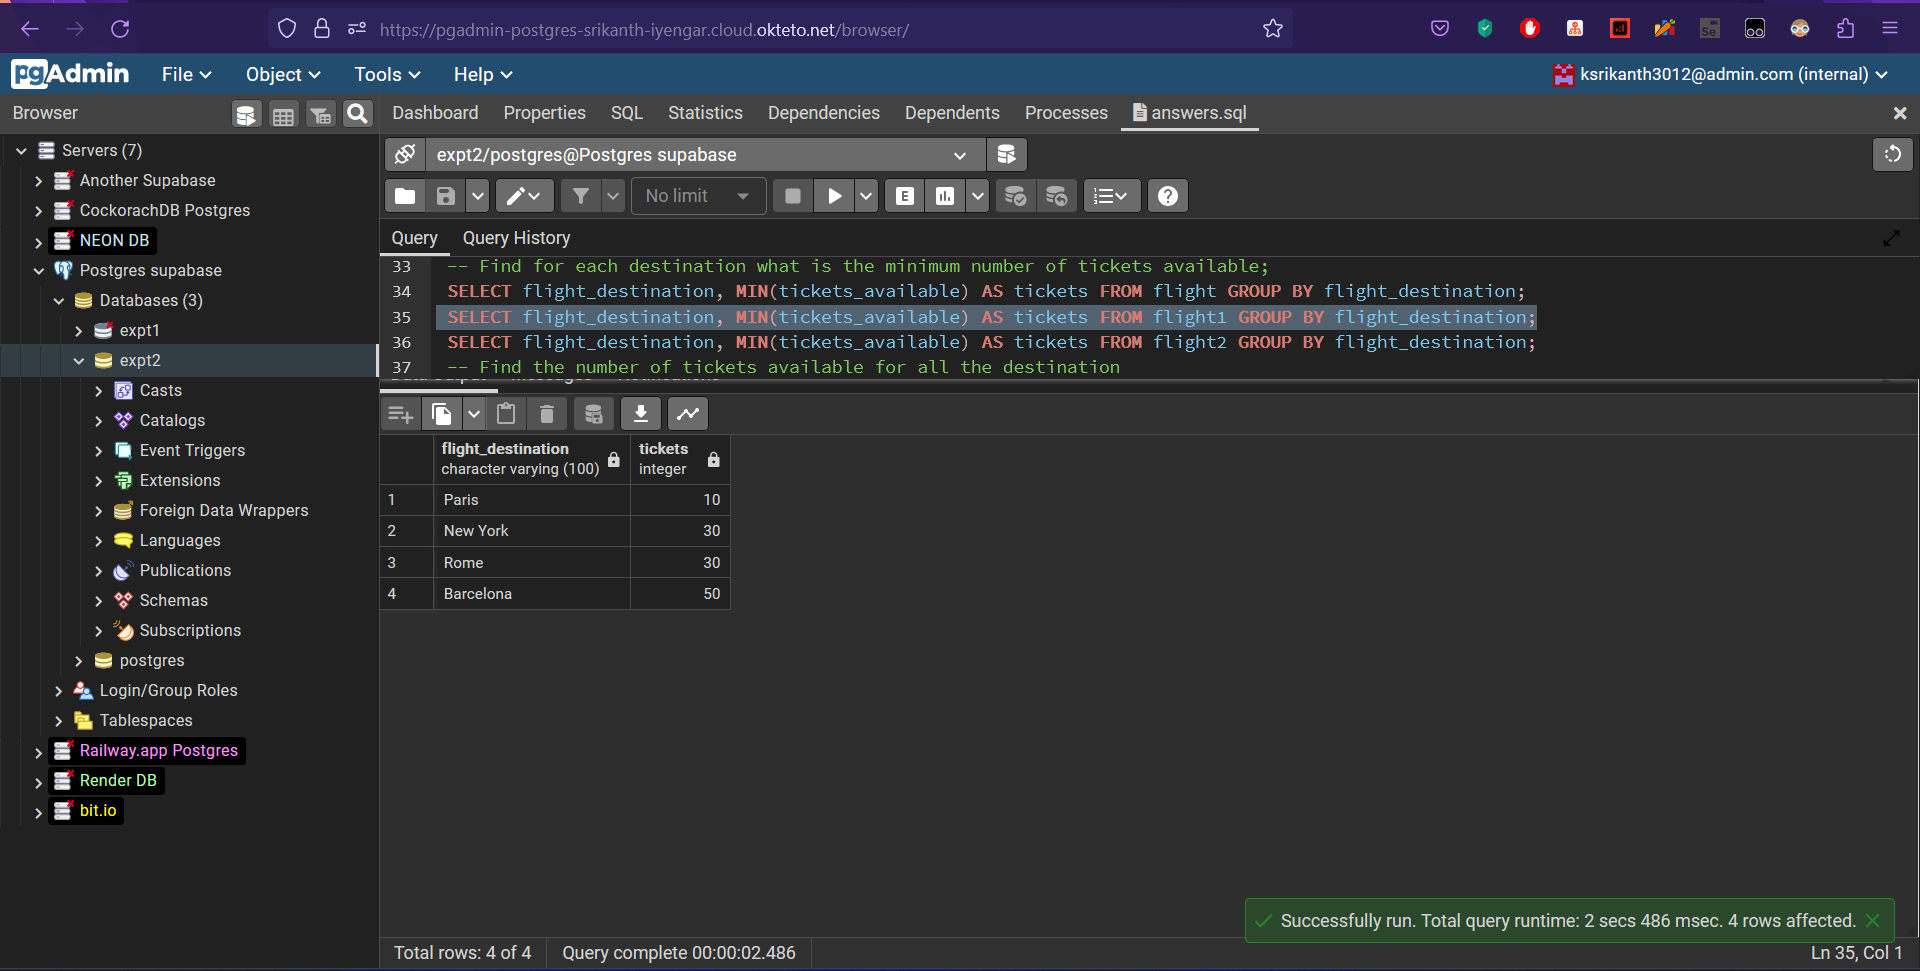 https://pgadmin-postgres-srikanth-iyengar.cloud.okteto.net/browser/
pgAdmin File Object Tools Help ksrikanth3012@admin.com (internal)
Browser
Dashboard Properties SQL Statistics Dependencies Dependents Processes answers.sql
Servers (7)
Another Supabase
CockorachDB Postgres
NEON DB
Postgres supabase
Databases (3)
expt1
expt2
Casts
Catalogs
Event Triggers
Extensions
Foreign Data Wrappers
Languages
Publications
Schemas
Subscriptions
postgres
Login/Group Roles
Tablespaces
Railway.app Postgres
Render DB
bit.io
expt2/postgres@Postgres supabase
No limit E
Query Query History
33 -- Find for each destination what is the minimum number of tickets available;
34 SELECT flight_destination, MIN(tickets_available) AS tickets FROM flight GROUP BY flight_destination;
35 SELECT flight_destination, MIN(tickets_available) AS tickets FROM flight1 GROUP BY flight_destination;
36 SELECT flight_destination, MIN(tickets_available) AS tickets FROM flight2 GROUP BY flight_destination;
37 -- Find the number of tickets available for all the destination
flight_destination tickets
character varying (100) integer
1 Paris 10
2 New York 30
3 Rome 30
4 Barcelona 50
Successfully run. Total query runtime: 2 secs 486 msec. 4 rows affected.
Total rows: 4 of 4 Query complete 00:00:02.486 Ln 35, Col 1